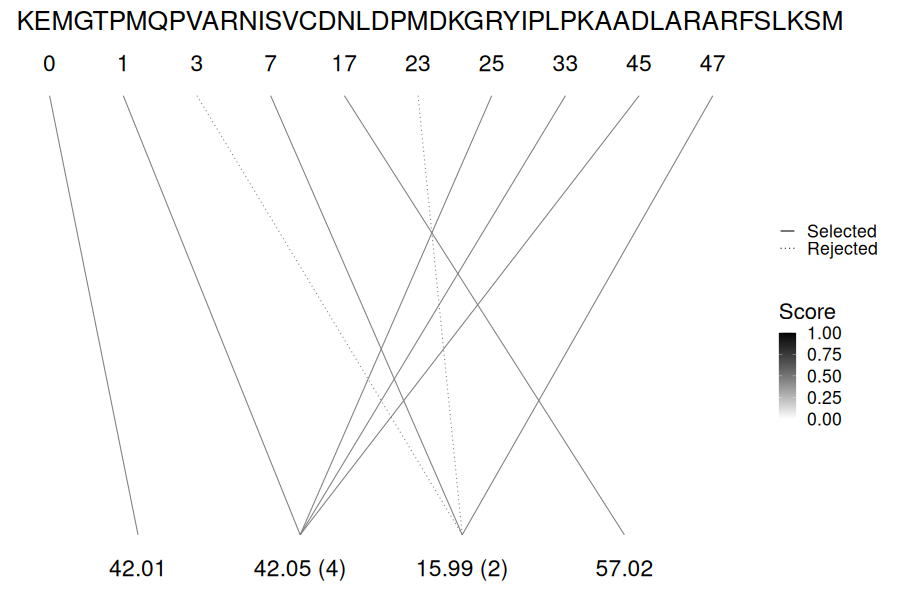 KEMGTPMQPVARNISVCDNLDPMDKGRYIPLPKAADLARARFSLKSM
0 1 3 7 17 23 25 33 45 47
Selected
Rejected
Score
1.00
0.75
0.50
0.25
0.00
42.01 42.05 (4) 15.99 (2) 57.02